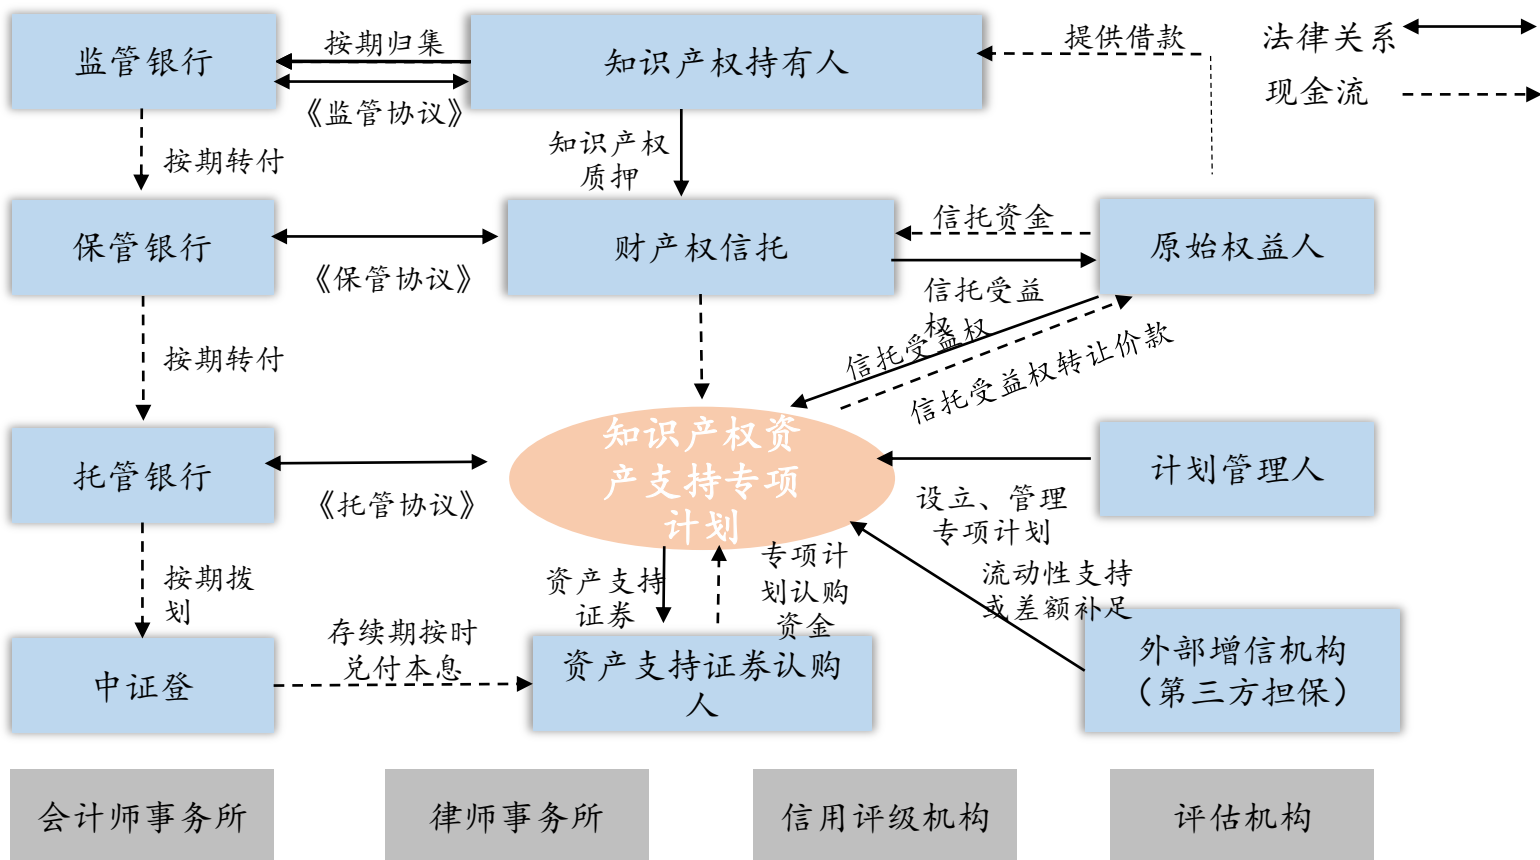 监管银行
按期归集
《监管协议》
知识产权持有人
提供借款
法律关系
现金流
按期转付
知识产权
质押
保管银行
《保管协议》
财产权信托
信托资金
原始权益人
信托受益
权
信托受益权
信托受益权转让价款
按期转付
知识产权资
产支持专项
计划
托管银行
《托管协议》
计划管理人
设立、管理
专项计划
按期拨
划
资产支持
证券
专项计
划认购
资金
流动性支持
或差额补足
存续期按时
兑付本息
中证登
资产支持证券认购
人
外部增信机构
（第三方担保）
会计师事务所
律师事务所
信用评级机构
评估机构